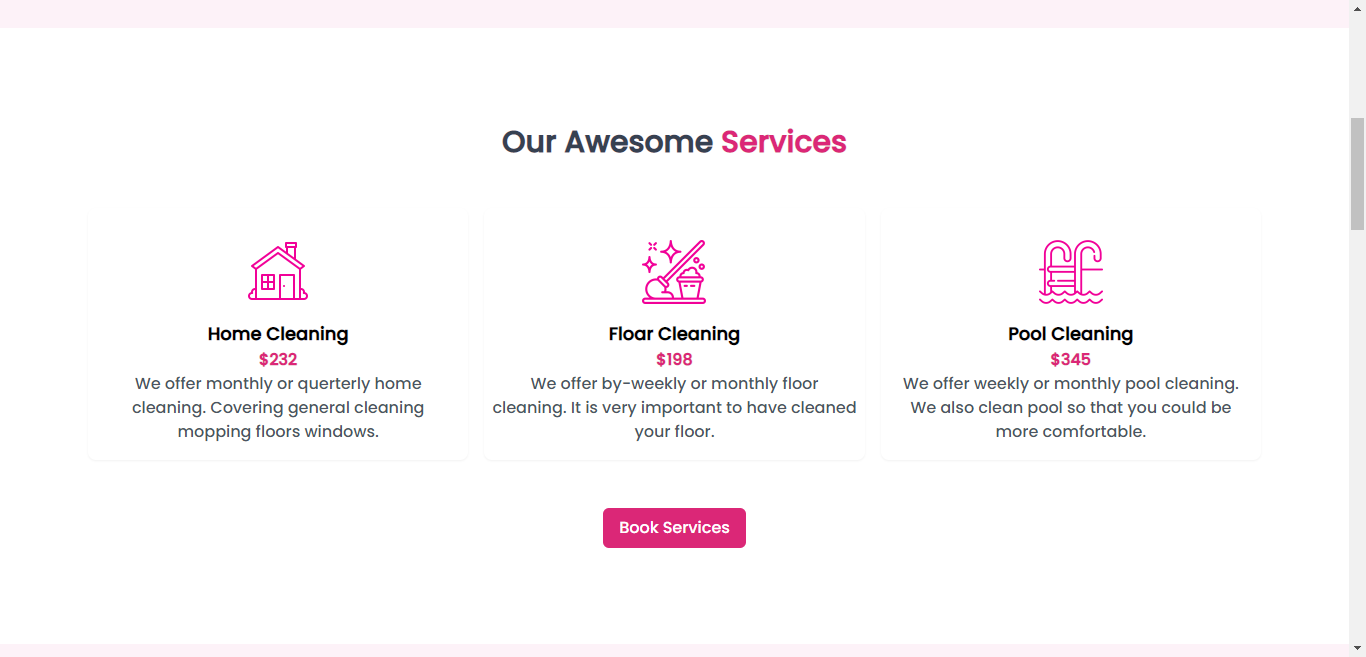 Our Awesome Services
Home Cleaning
$232
We offer monthly or querterly home
cleaning. Covering general cleaning
mopping floors windows.
Floar Cleaning
$198
We offer by-weekly or monthly floor
cleaning. It is very important to have cleaned
your floor.
Pool Cleaning
$345
We offer weekly or monthly pool cleaning.
We also clean pool so that you could be
more comfortable.
Book Services